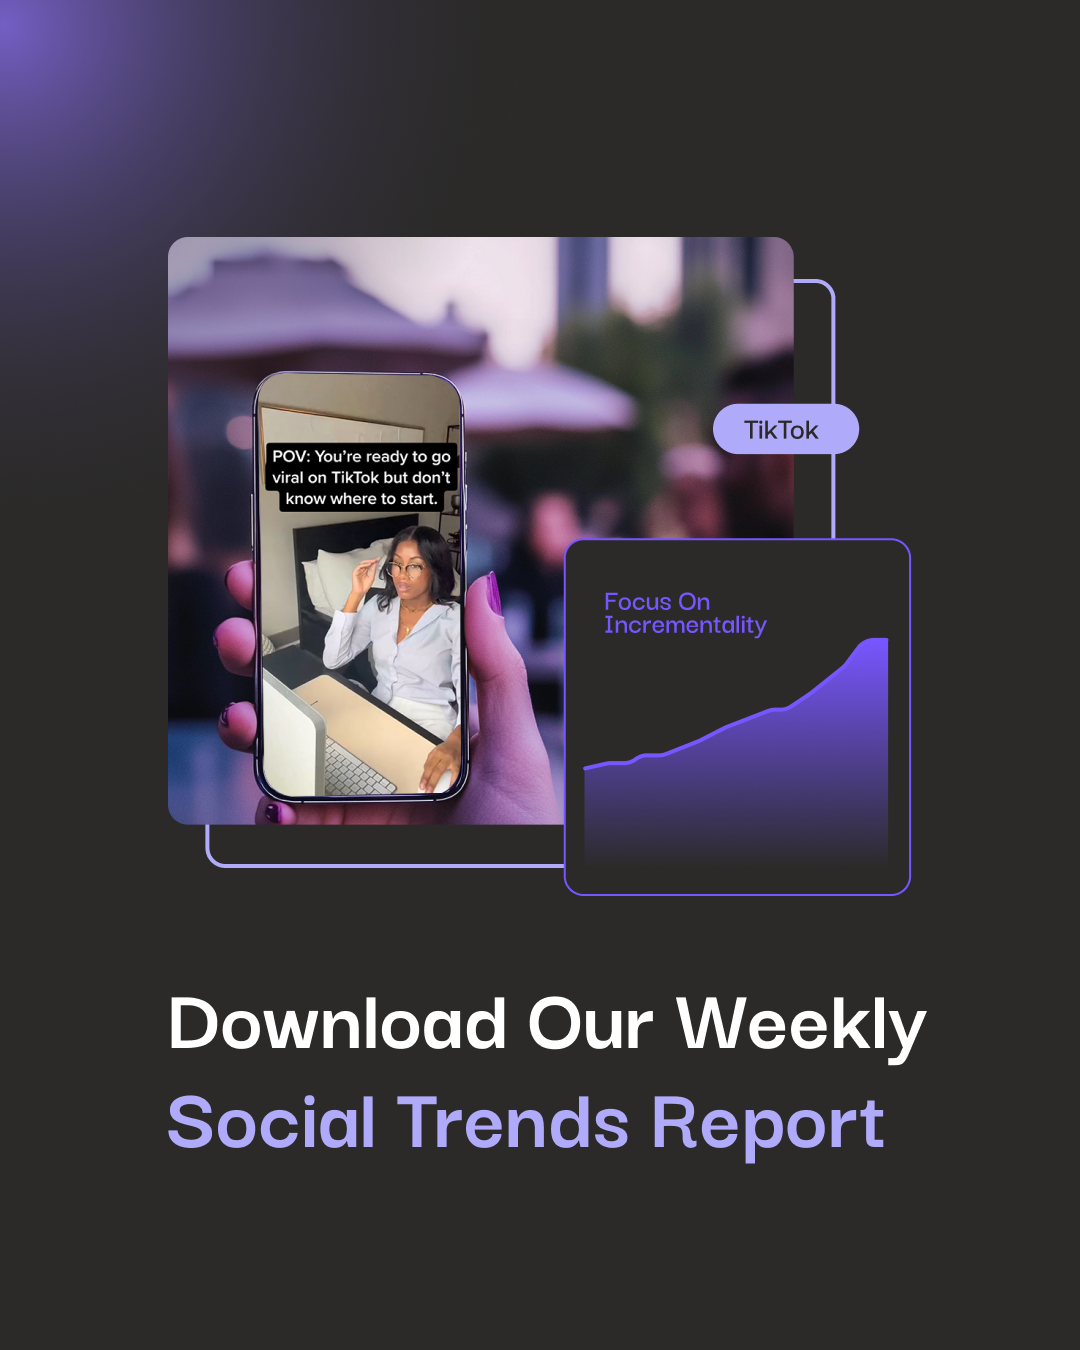 POV: You’re ready to go
viral on TikTok but don’t
know where to start.
TikTok
Focus On
Incrementality
Download Our Weekly
Social Trends Report